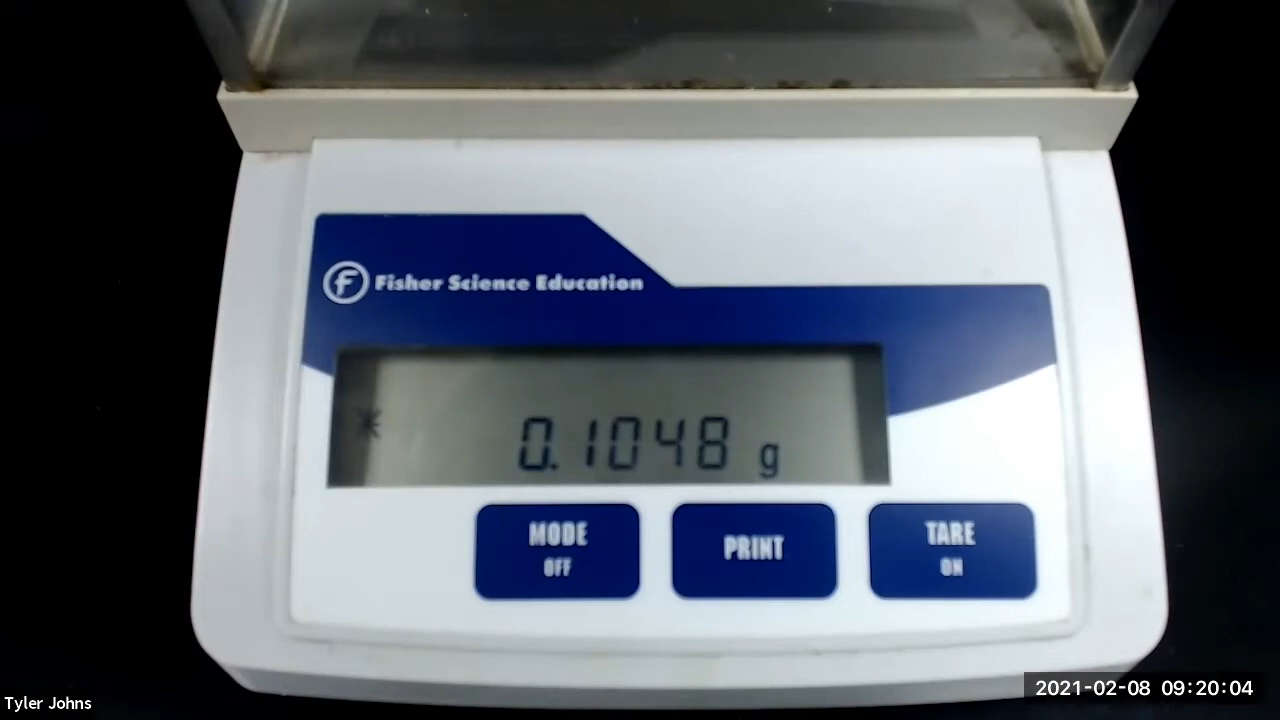 Fisher Science Education
* 0.1048 g
MODE
OFF
PRINT
TARE
ON
Tyler Johns
2021-02-08 09:20:04